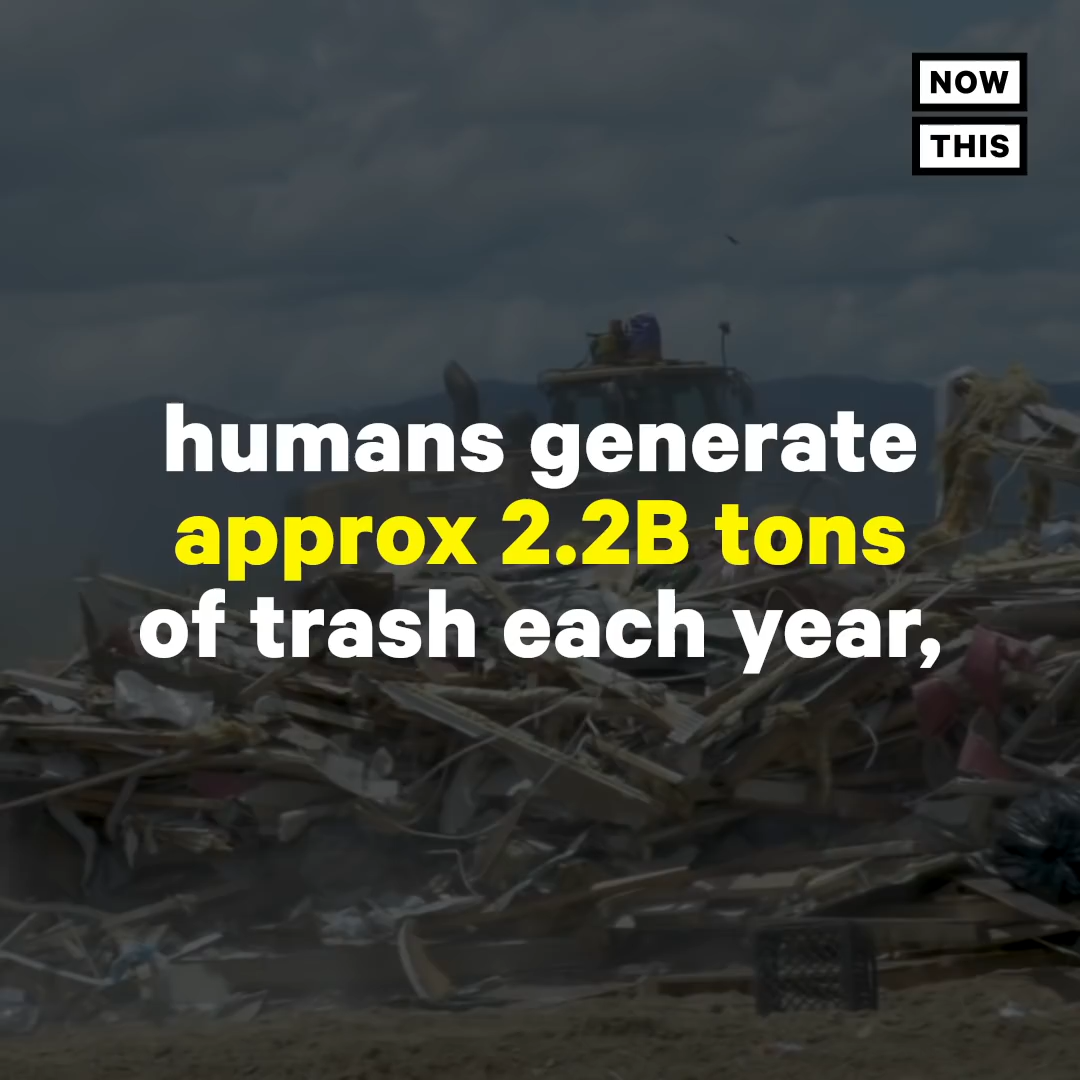 NOW
THIS
humans generate
approx 2.2B tons
of trash each year,